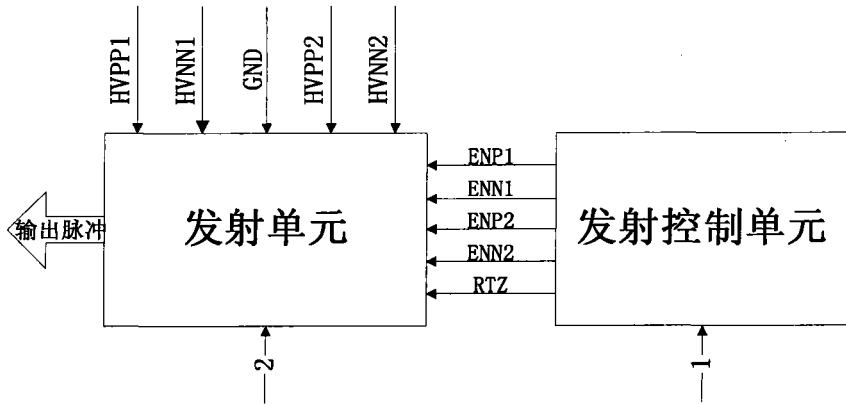 HVPP1
HVNN1
GND
HVPP2
HVNN2
ENP1
ENN1
ENP2
ENN2
RTZ
输出脉冲
发射单元
发射控制单元
2
1